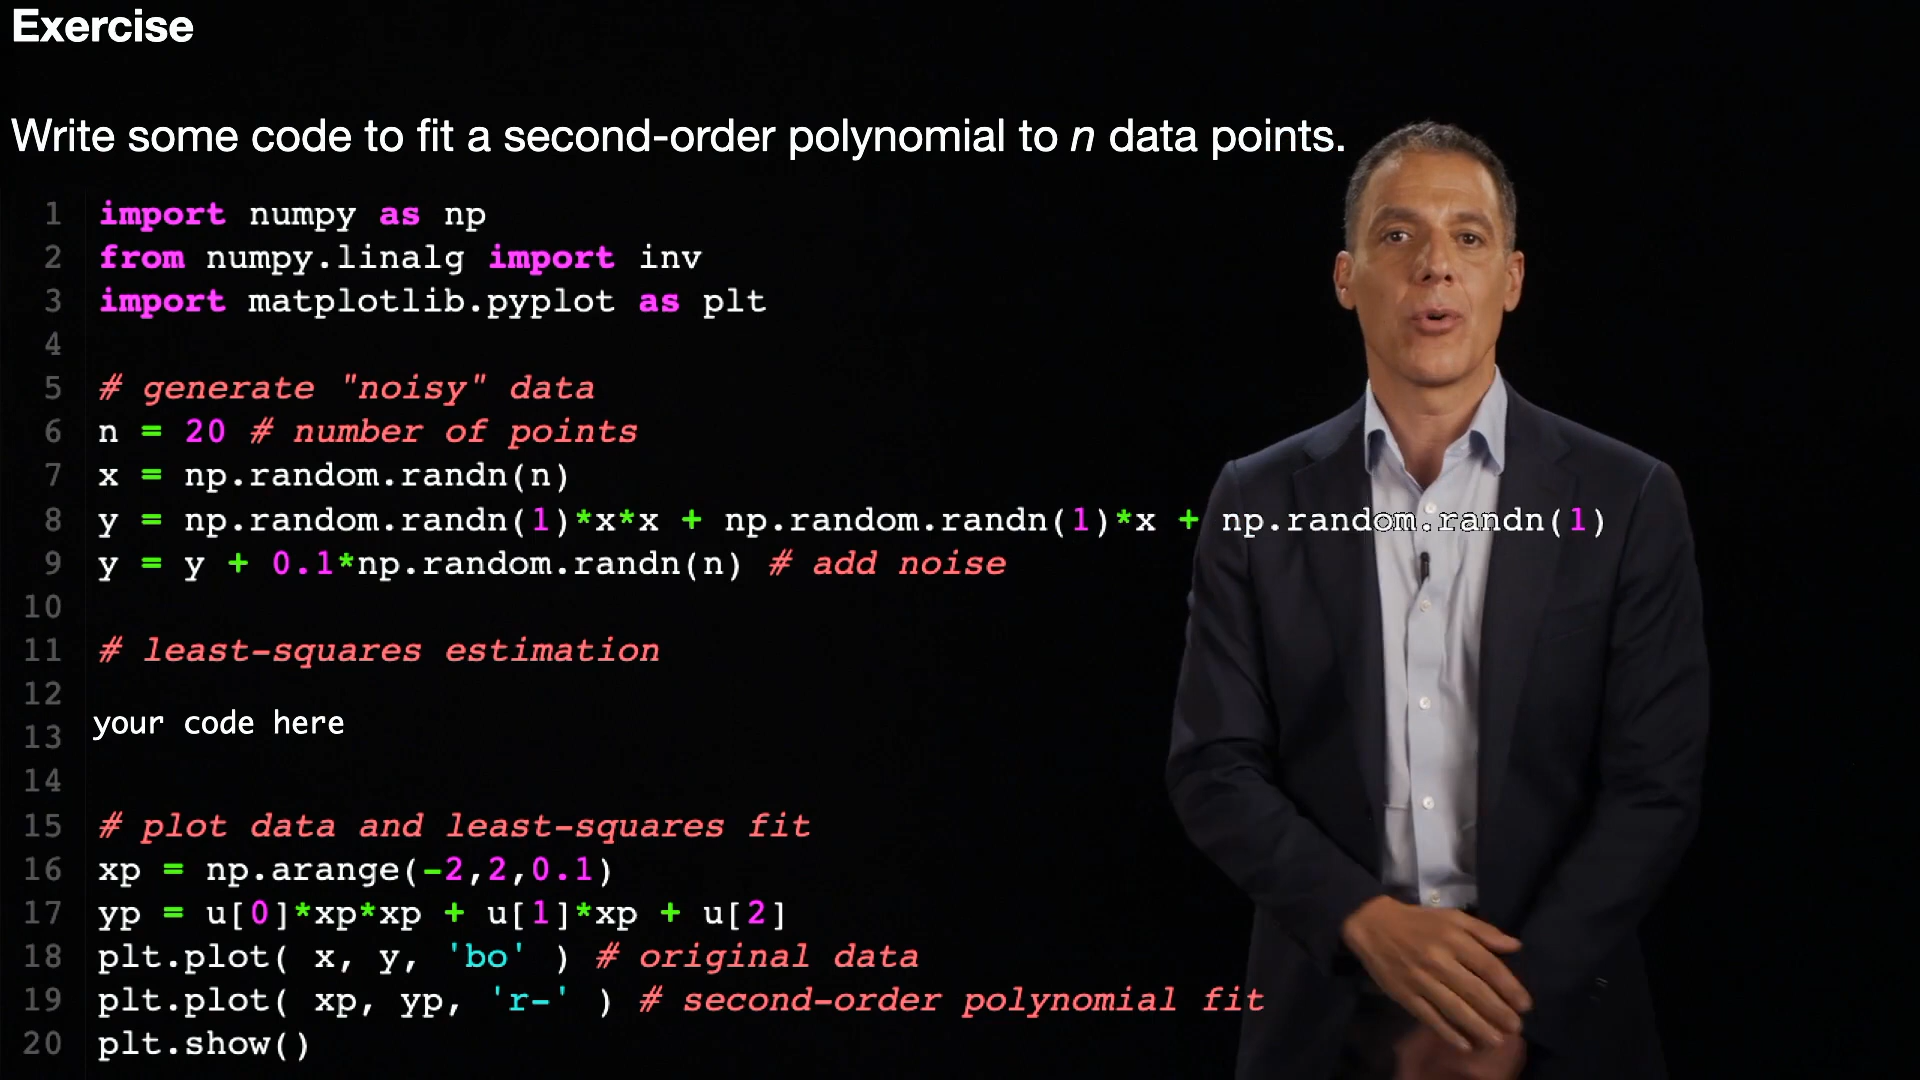 Exercise
Write some code to fit a second-order polynomial to n data points.
1 import numpy as np
2 from numpy.linalg import inv
3 import matplotlib.pyplot as plt
4
5 # generate "noisy" data
6 n = 20 # number of points
7 x = np.random.randn(n)
8 y = np.random.randn(1)*x*x + np.random.randn(1)*x + np.random.randn(1)
9 y = y + 0.1*np.random.randn(n) # add noise
10
11 # least-squares estimation
12
your code here
13
14
15 # plot data and least-squares fit
16 xp = np.arange(-2,2,0.1)
17 yp = u[0]*xp*xp + u[1]*xp + u[2]
18 plt.plot( x, y, 'bo' ) # original data
19 plt.plot( xp, yp, 'r-' ) # second-order polynomial fit
20 plt.show()